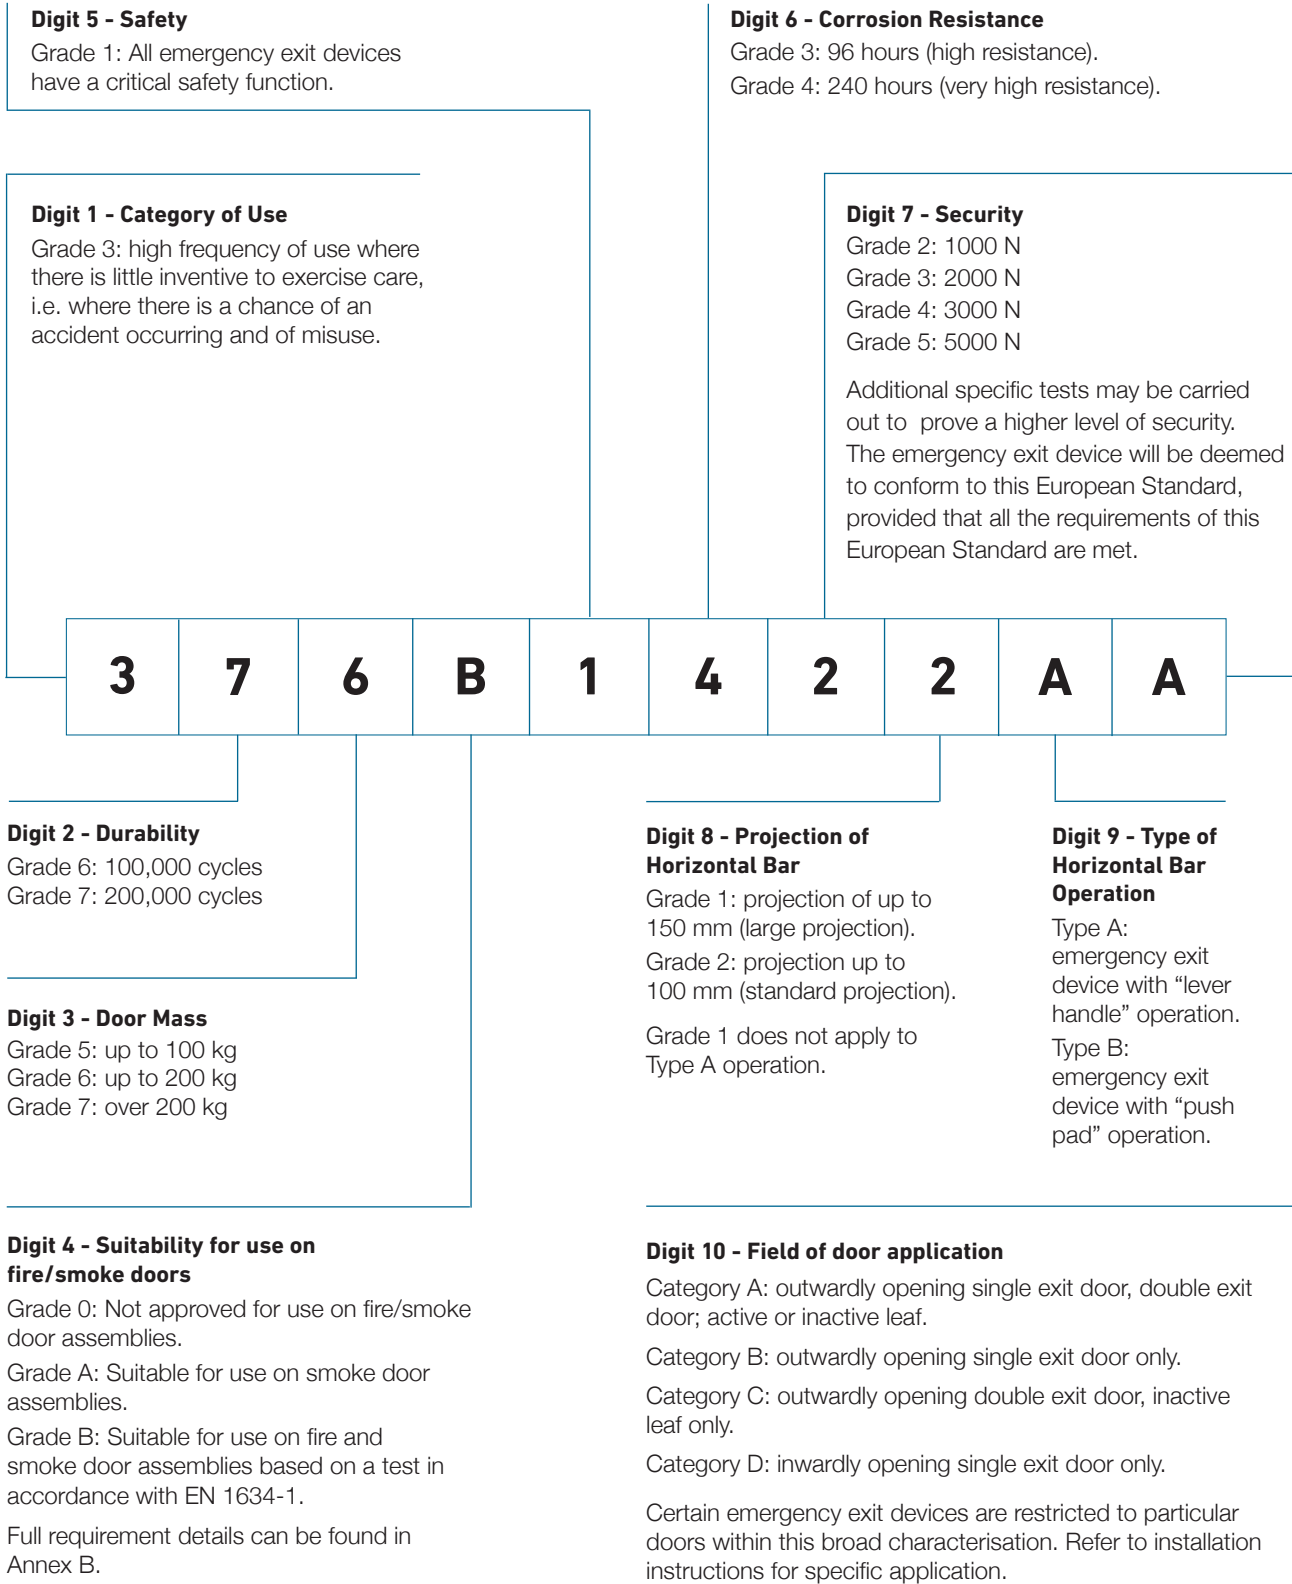 Digit 5 - Safety
Grade 1: All emergency exit devices
have a critical safety function.
Digit 6 - Corrosion Resistance
Grade 3: 96 hours (high resistance).
Grade 4: 240 hours (very high resistance).
Digit 1 - Category of Use
Grade 3: high frequency of use where
there is little inventive to exercise care,
i.e. where there is a chance of an
accident occurring and of misuse.
Digit 7 - Security
Grade 2: 1000 N
Grade 3: 2000 N
Grade 4: 3000 N
Grade 5: 5000 N
Additional specific tests may be carried
out to prove a higher level of security.
The emergency exit device will be deemed
to conform to this European Standard,
provided that all the requirements of this
European Standard are met.
3 7 6 B 1 4 2 2 A A
Digit 2 - Durability
Grade 6: 100,000 cycles
Grade 7: 200,000 cycles
Digit 3 - Door Mass
Grade 5: up to 100 kg
Grade 6: up to 200 kg
Grade 7: over 200 kg
Digit 8 - Projection of
Horizontal Bar
Grade 1: projection of up to
150 mm (large projection).
Grade 2: projection up to
100 mm (standard projection).
Grade 1 does not apply to
Type A operation.
Digit 9 - Type of
Horizontal Bar
Operation
Type A:
emergency exit
device with “lever
handle” operation.
Type B:
emergency exit
device with “push
pad” operation.
Digit 4 - Suitability for use on
fire/smoke doors
Grade 0: Not approved for use on fire/smoke
door assemblies.
Grade A: Suitable for use on smoke door
assemblies.
Grade B: Suitable for use on fire and
smoke door assemblies based on a test in
accordance with EN 1634-1.
Full requirement details can be found in
Annex B.
Digit 10 - Field of door application
Category A: outwardly opening single exit door, double exit
door; active or inactive leaf.
Category B: outwardly opening single exit door only.
Category C: outwardly opening double exit door, inactive
leaf only.
Category D: inwardly opening single exit door only.
Certain emergency exit devices are restricted to particular
doors within this broad characterisation. Refer to installation
instructions for specific application.